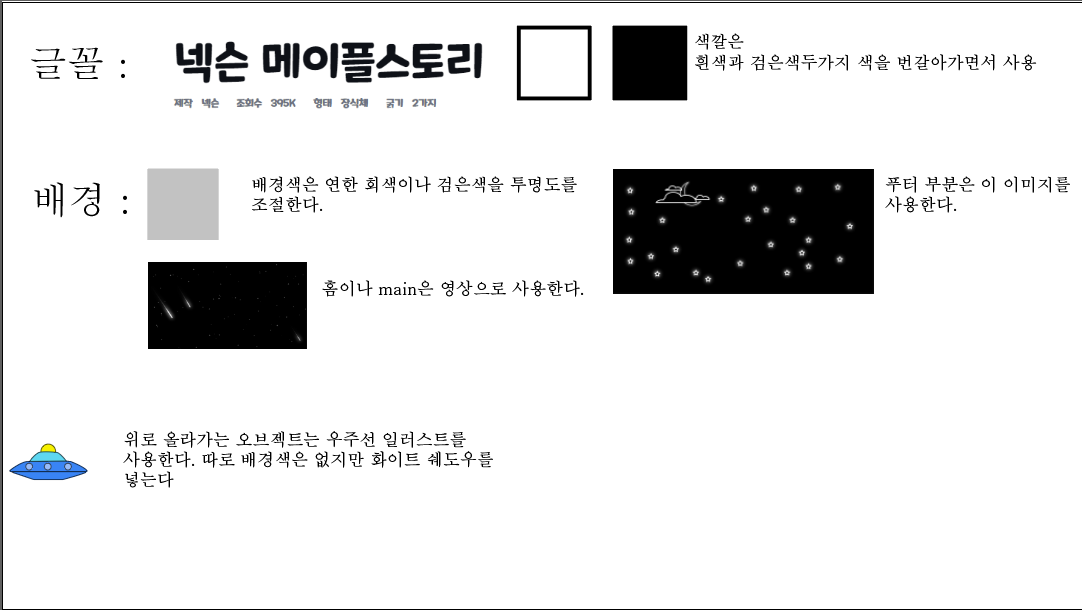 글꼴 :
넥슨 메이플스토리
제작 넥슨 조회수 395K 형태 장식체 굵기 2가지
색깔은
흰색과 검은색두가지 색을 번갈아가면서 사용
배경 :
배경색은 연한 회색이나 검은색을 투명도를
조절한다.
푸터 부분은 이 이미지를
사용한다.
홈이나 main은 영상으로 사용한다.
위로 올라가는 오브젝트는 우주선 일러스트를
사용한다. 따로 배경색은 없지만 화이트 쉐도우를
넣는다